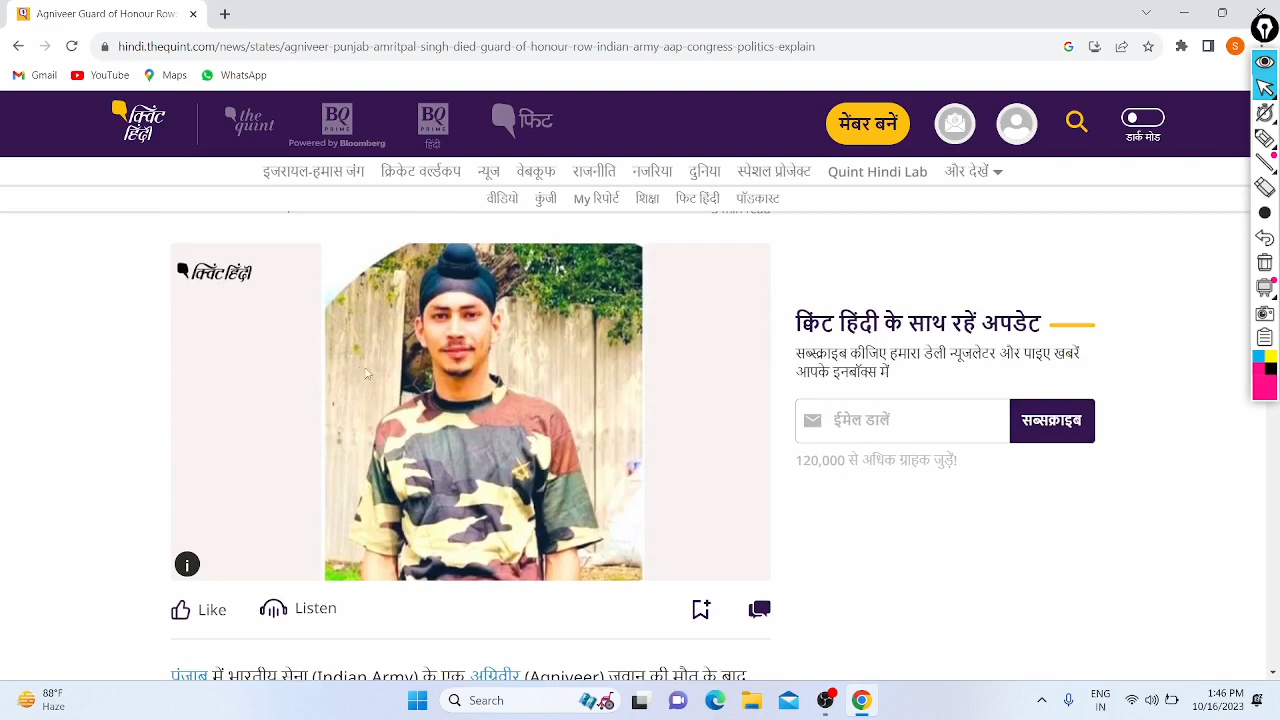 Agniver of Guard of Honour Row:
hindi.thequint.com/news/states/agniveer-punjab-amritpal-singh-died-guard-of-honour-row-indian-army-aap-congress-politics-explain
S
Gmail YouTube Maps WhatsApp
क्विंट हिंदी
the quint
BQ PRIME
Powered by Bloomberg
BQ PRIME
हिंदी
फिट
मेंबर बनें
डार्क मोड
इजरायल-हमास जंग क्रिकेट वर्ल्डकप न्यूज वेबकूफ राजनीति नजरिया दुनिया स्पेशल प्रोजेक्ट Quint Hindi Lab और देखें
वीडियो कुंजी My रिपोर्ट शिक्षा फिट हिंदी पॉडकास्ट
min read
क्विंट हिंदी
क्विंट हिंदी के साथ रहें अपडेट
सब्सक्राइब कीजिए हमारा डेली न्यूजलेटर और पाइए खबरें
आपके इनबॉक्स में
ईमेल डालें
सब्सक्राइब
120,000 से अधिक ग्राहक जुड़ें!
i
Like Listen
पंजाब में भारतीय सेना (Indian Army) के एक अग्निवीर (Agniveer) जवान की मौत के बाद
88°F
Haze
Search
ENG
IN
1:46 PM
10/16/2023